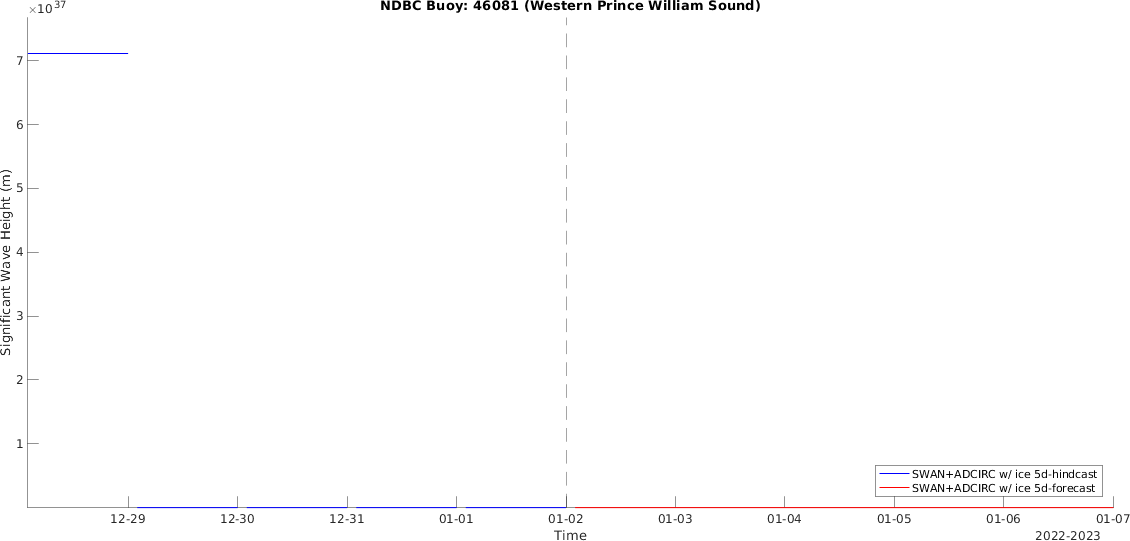 NDBC Buoy: 46081 (Western Prince William Sound)
×10^37
Significant Wave Height (m)
7
6
5
4
3
2
1
SWAN+ADCIRC w/ ice 5d-hindcast
SWAN+ADCIRC w/ ice 5d-forecast
12-29 12-30 12-31 01-01 01-02 01-03 01-04 01-05 01-06 01-07
Time
2022-2023